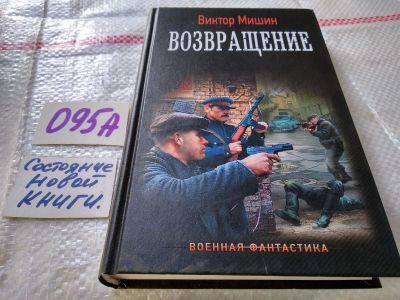 Виктор Мишин
ВОЗВРАЩЕНИЕ
095А
Состояние
Новой
КНИГИ.
ВОЕННАЯ ФАНТАСТИКА